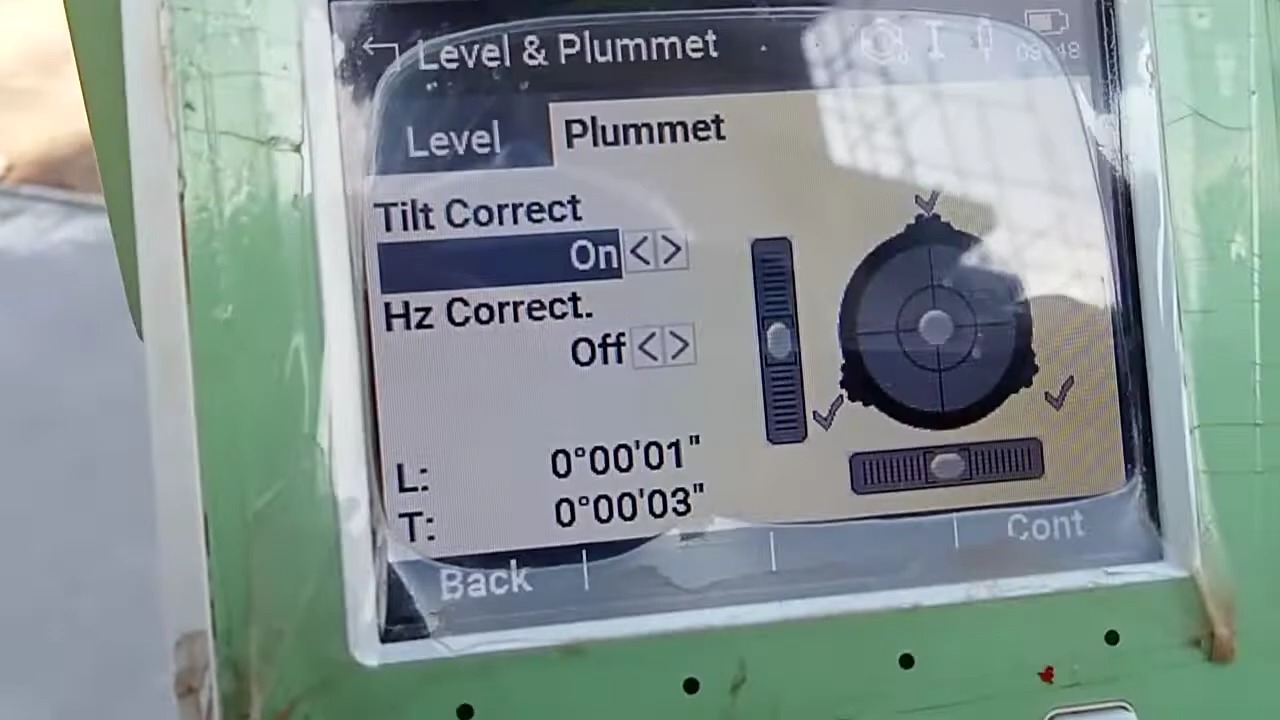 Level & Plummet
Level
Plummet
Tilt Correct
On
Hz Correct.
Off
L: 0°00'01"
T: 0°00'03"
Back
Cont